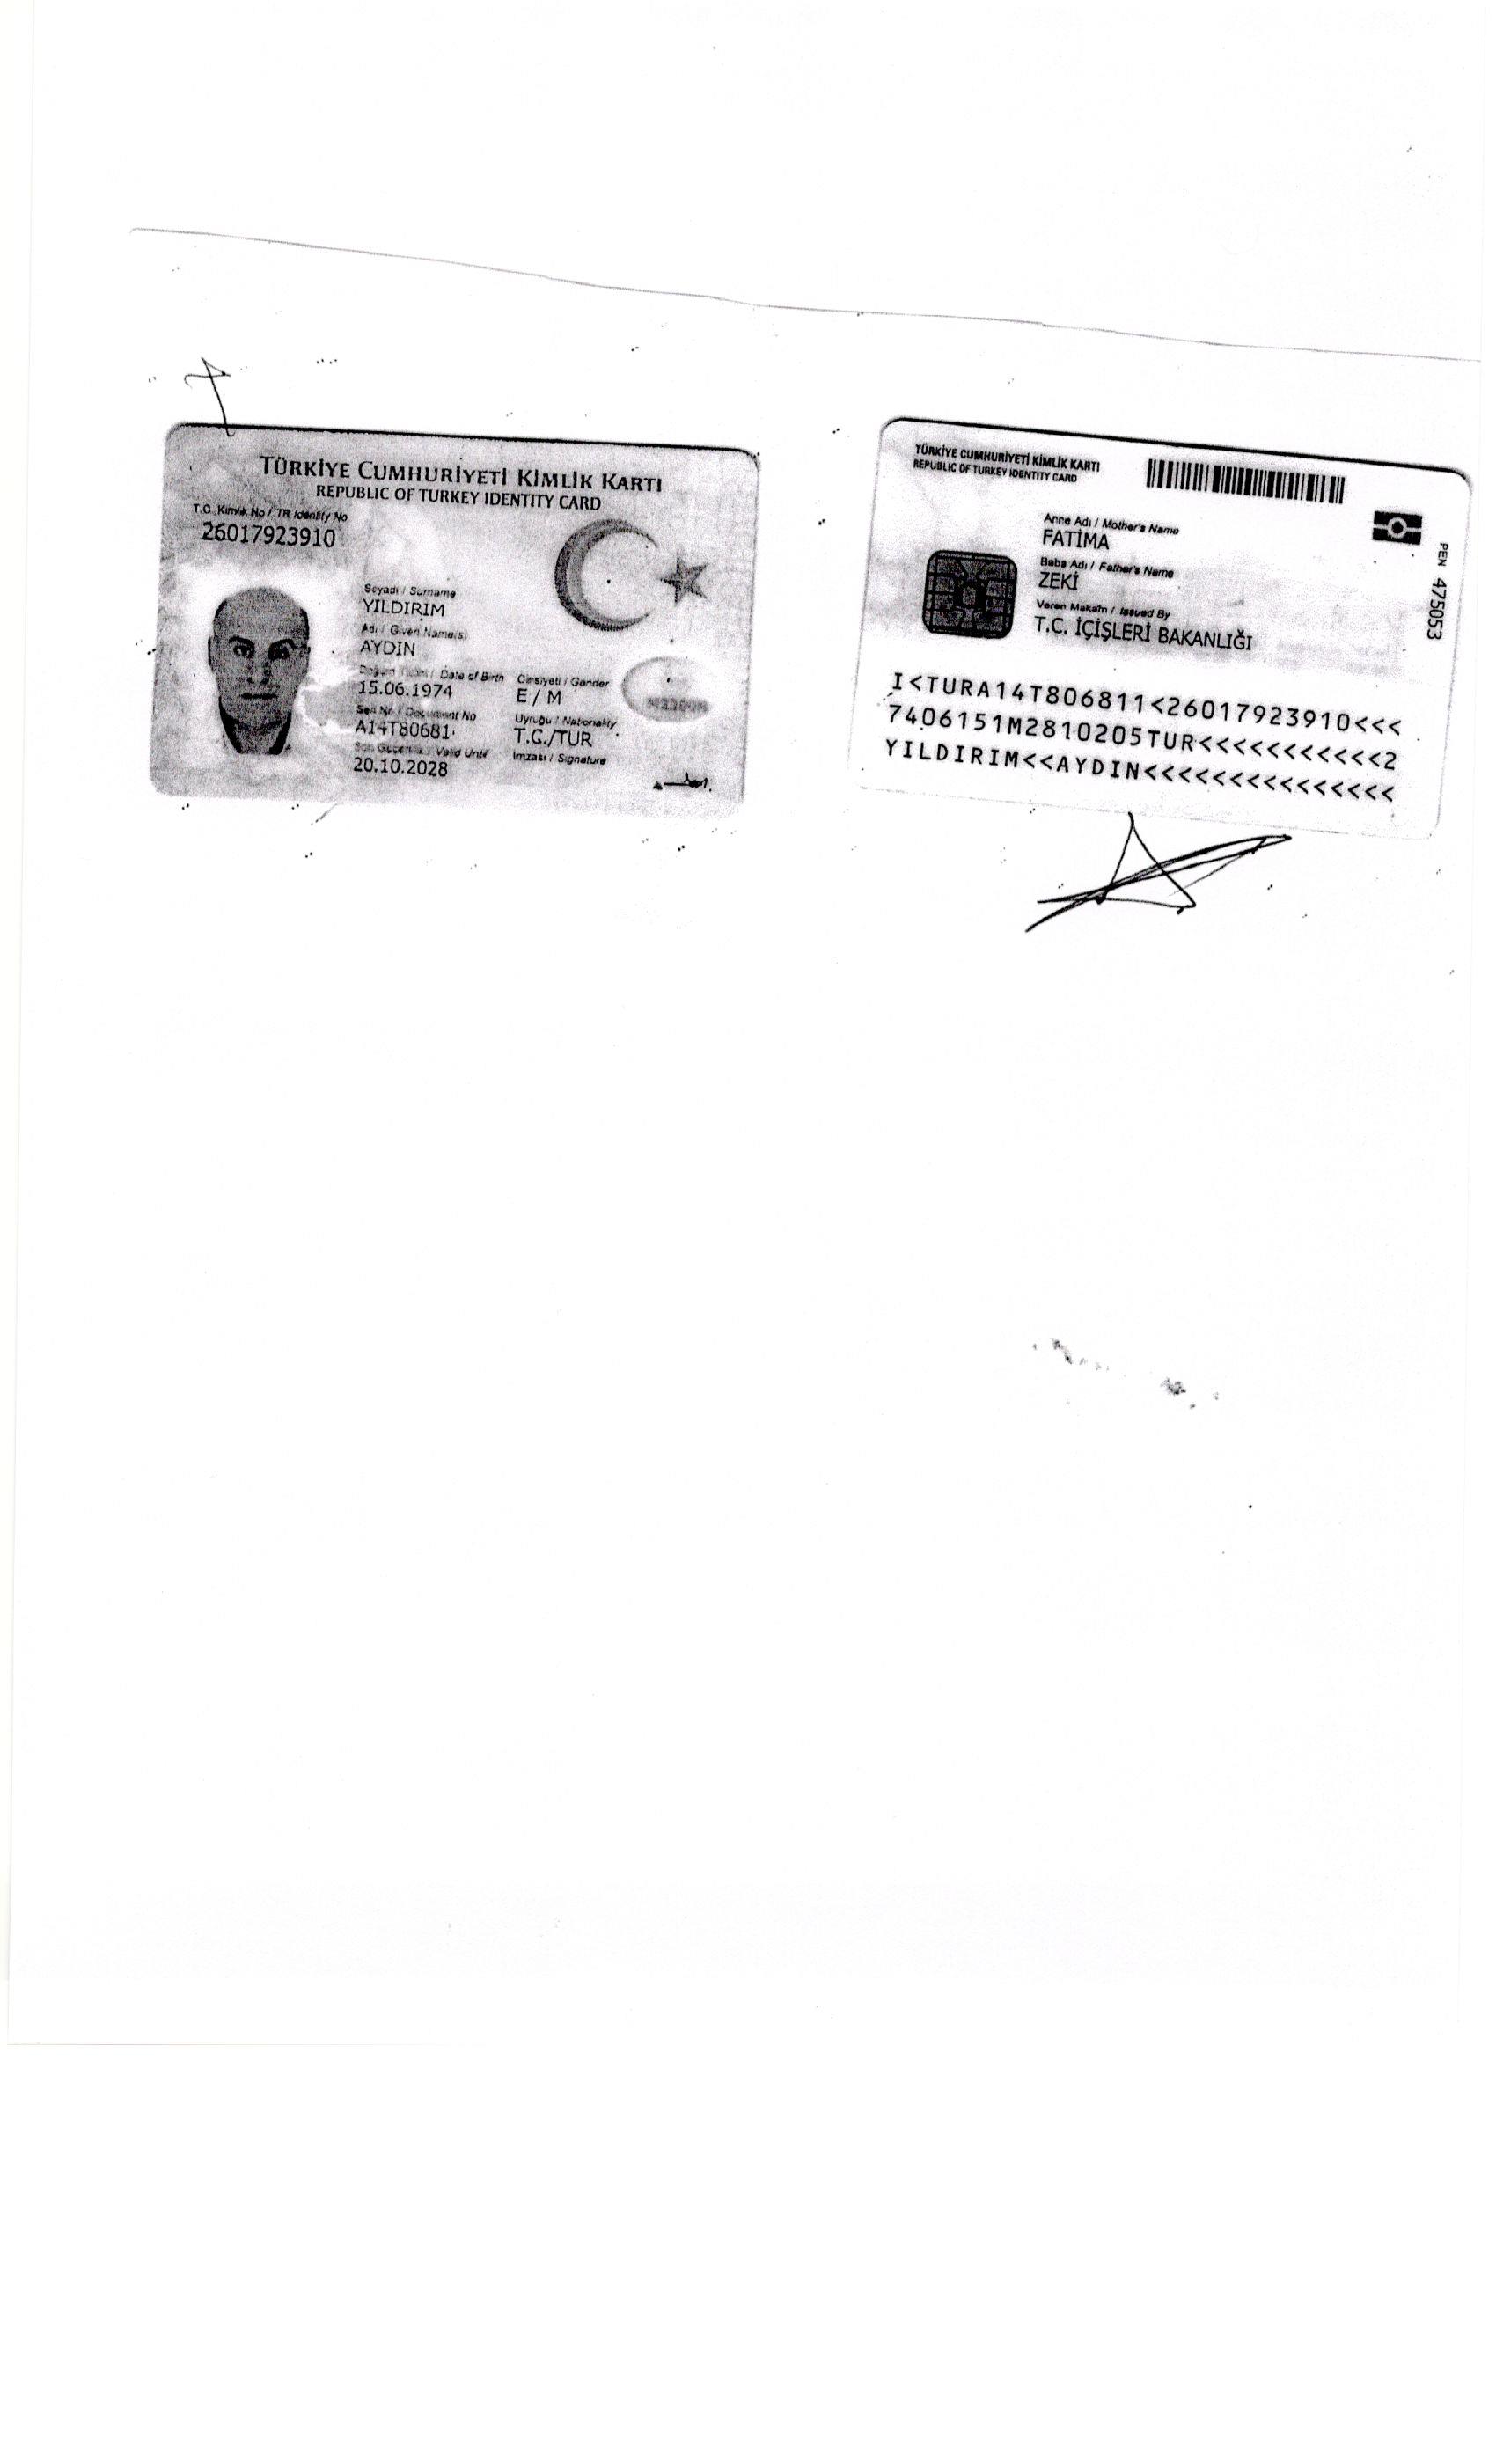 TÜRKİYE CUMHURİYETİ KİMLİK KARTI
REPUBLIC OF TURKEY IDENTITY CARD
T.C. Kimlik No / TR Identity No
26017923910
Soyadı / Surname
YILDIRIM
Adı / Given Name(s)
AYDIN
Doğum / Date of Birth Cinsiyeti / Gender
15.06.1974 E / M
Seri No / Document No Uyruğu / Nationality
A14T80681 T.C./TUR
Valid Until İmzası / Signature
20.10.2028
TÜRKİYE CUMHURİYETİ KİMLİK KARTI
REPUBLIC OF TURKEY IDENTITY CARD
Anne Adı / Mother's Name
FATİMA
Baba Adı / Father's Name
ZEKİ
Veren Makam / Issued By
T.C. İÇİŞLERİ BAKANLIĞI
PEN 475053
I<TURA14T806811<26017923910<<<
7406151M2810205TUR<<<<<<<<<<<2
YILDIRIM<<AYDIN<<<<<<<<<<<<<<<